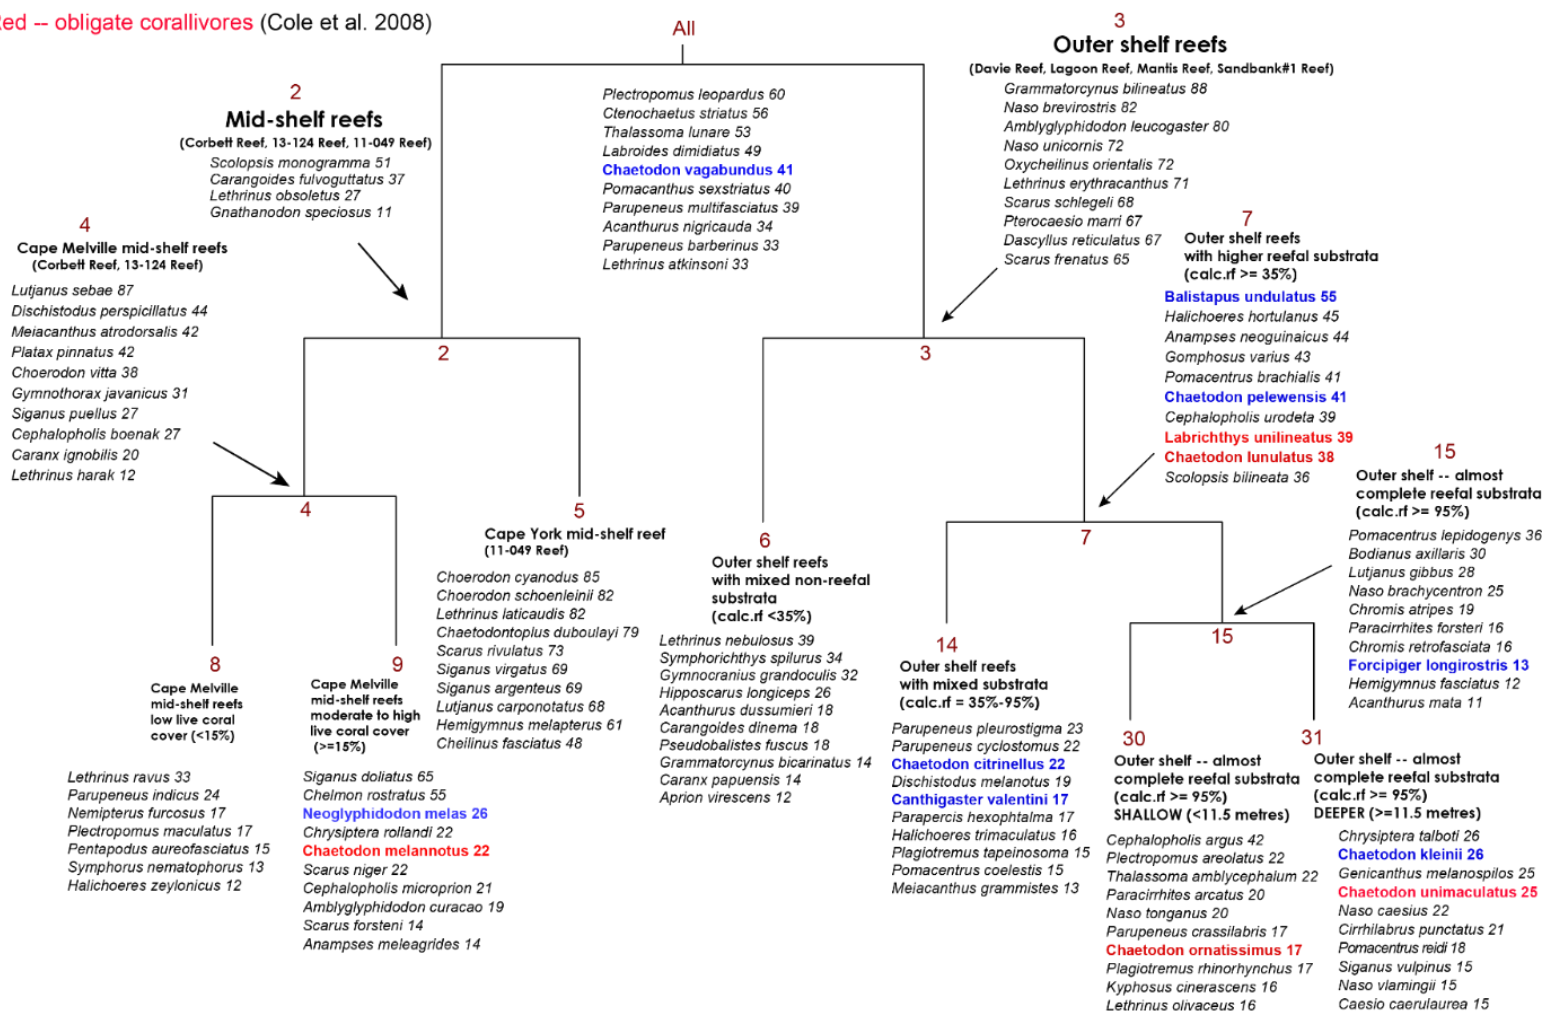 Red -- obligate corallivores (Cole et al. 2008)
All
Plectropomus leopardus 60
Ctenochaetus striatus 56
Thalassoma lunare 53
Labroides dimidiatus 49
Chaetodon vagabundus 41
Pomacanthus sexstriatus 40
Parupeneus multifasciatus 39
Acanthurus nigricauda 34
Parupeneus barberinus 33
Lethrinus atkinsoni 33
2
Mid-shelf reefs
(Corbett Reef, 13-124 Reef, 11-049 Reef)
Scolopsis monogramma 51
Carangoides fulvoguttatus 37
Lethrinus obsoletus 27
Gnathanodon speciosus 11
3
Outer shelf reefs
(Davie Reef, Lagoon Reef, Mantis Reef, Sandbank#1 Reef)
Grammatorcynus bilineatus 88
Naso brevirostris 82
Amblyglyphidodon leucogaster 80
Naso unicornis 72
Oxycheilinus orientalis 72
Lethrinus erythracanthus 71
Scarus schlegeli 68
Pterocaesio marri 67
Dascyllus reticulatus 67
Scarus frenatus 65
4
Cape Melville mid-shelf reefs
(Corbett Reef, 13-124 Reef)
Lutjanus sebae 87
Dischistodus perspicillatus 44
Meiacanthus atrodorsalis 42
Platax pinnatus 42
Choerodon vitta 38
Gymnothorax javanicus 31
Siganus puellus 27
Cephalopholis boenak 27
Caranx ignobilis 20
Lethrinus harak 12
7
Outer shelf reefs
with higher reefal substrata
(calc.rf >= 35%)
Balistapus undulatus 55
Halichoeres hortulanus 45
Anampses neoguinaicus 44
Gomphosus varius 43
Pomacentrus brachialis 41
Chaetodon pelewensis 41
Cephalopholis urodeta 39
Labrichthys unilineatus 39
Chaetodon lunulatus 38
Scolopsis bilineata 36
2
3
15
Outer shelf -- almost
complete reefal substrata
(calc.rf >= 95%)
Pomacentrus lepidogenys 36
Bodianus axillaris 30
Lutjanus gibbus 28
Naso brachycentron 25
Chromis atripes 19
Paracirrhites forsteri 16
Chromis retrofasciata 16
Forcipiger longirostris 13
Hemigymnus fasciatus 12
Acanthurus mata 11
4
5
Cape York mid-shelf reef
(11-049 Reef)
Choerodon cyanodus 85
Choerodon schoenleinii 82
Lethrinus laticaudis 82
Chaetodontoplus duboulayi 79
Scarus rivulatus 73
Siganus virgatus 69
Siganus argenteus 69
Lutjanus carponotatus 68
Hemigymnus melapterus 61
Cheilinus fasciatus 48
6
Outer shelf reefs
with mixed non-reefal
substrata
(calc.rf <35%)
Lethrinus nebulosus 39
Symphorichthys spilurus 34
Gymnocranius grandoculis 32
Hipposcarus longiceps 26
Acanthurus dussumieri 18
Carangoides dinema 18
Pseudobalistes fuscus 18
Grammatorcynus bicarinatus 14
Caranx papuensis 14
Aprion virescens 12
7
8
Cape Melville
mid-shelf reefs
low live coral
cover (<15%)
Lethrinus ravus 33
Parupeneus indicus 24
Nemipterus furcosus 17
Plectropomus maculatus 17
Pentapodus aureofasciatus 15
Symphorus nematophorus 13
Halichoeres zeylonicus 12
9
Cape Melville
mid-shelf reefs
moderate to high
live coral cover
(>=15%)
Siganus doliatus 65
Chelmon rostratus 55
Neoglyphidodon melas 26
Chrysiptera rollandi 22
Chaetodon melannotus 22
Scarus niger 22
Cephalopholis microprion 21
Amblyglyphidodon curacao 19
Scarus forsteni 14
Anampses meleagrides 14
14
Outer shelf reefs
with mixed substrata
(calc.rf = 35%-95%)
Parupeneus pleurostigma 23
Parupeneus cyclostomus 22
Chaetodon citrinellus 22
Dischistodus melanotus 19
Canthigaster valentini 17
Parapercis hexophtalma 17
Halichoeres trimaculatus 16
Plagiotremus tapeinosoma 15
Pomacentrus coelestis 15
Meiacanthus grammistes 13
15
30
Outer shelf -- almost
complete reefal substrata
(calc.rf >= 95%)
SHALLOW (<11.5 metres)
Cephalopholis argus 42
Plectropomus areolatus 22
Thalassoma amblycephalum 22
Paracirrhites arcatus 20
Naso tonganus 20
Parupeneus crassilabris 17
Chaetodon ornatissimus 17
Plagiotremus rhinorhynchus 17
Kyphosus cinerascens 16
Lethrinus olivaceus 16
31
Outer shelf -- almost
complete reefal substrata
(calc.rf >= 95%)
DEEPER (>=11.5 metres)
Chrysiptera talboti 26
Chaetodon kleinii 26
Genicanthus melanospilos 25
Chaetodon unimaculatus 25
Naso caesius 22
Cirrhilabrus punctatus 21
Pomacentrus reidi 18
Siganus vulpinus 15
Naso vlamingii 15
Caesio caerulaurea 15